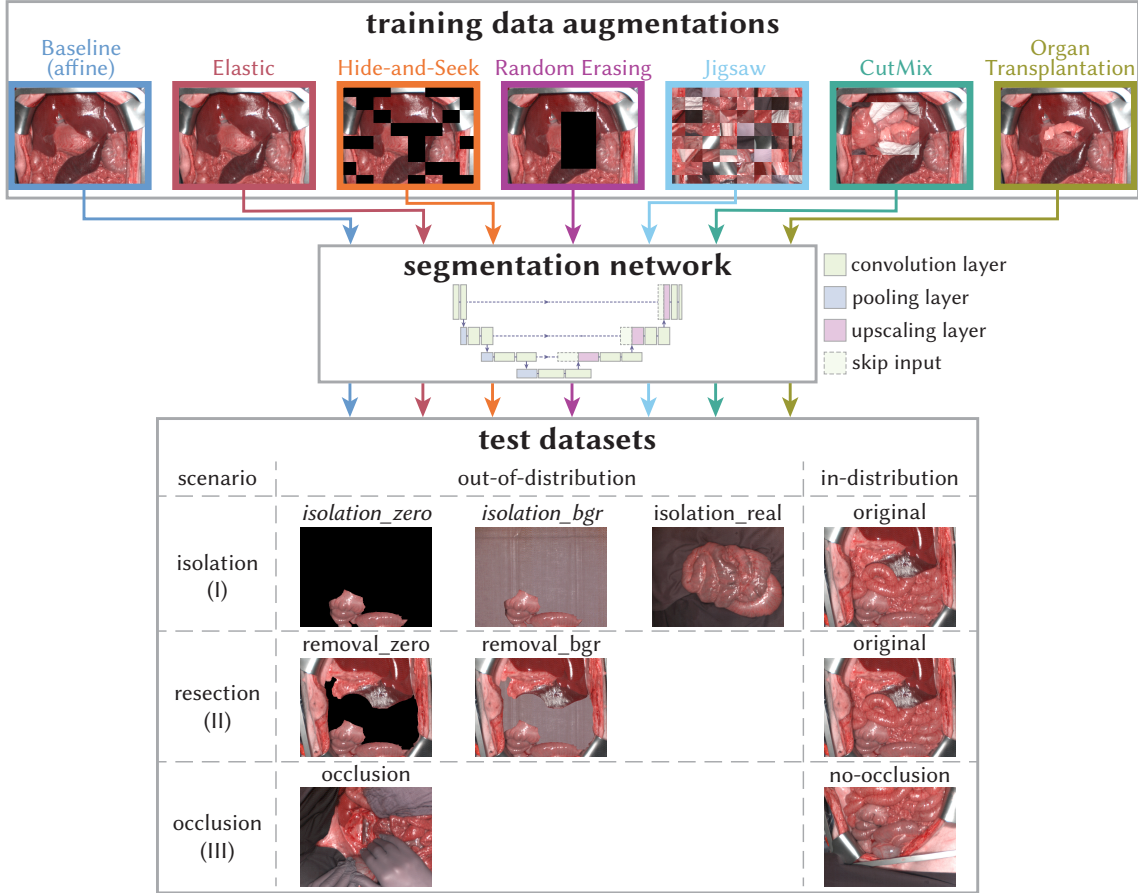 training data augmentations
Baseline
(affine)
Elastic
Hide-and-Seek
Random Erasing
Jigsaw
CutMix
Organ
Transplantation
segmentation network
convolution layer
pooling layer
upscaling layer
skip input
test datasets
scenario
out-of-distribution
in-distribution
isolation
(I)
isolation_zero
isolation_bgr
isolation_real
original
resection
(II)
removal_zero
removal_bgr
original
occlusion
(III)
occlusion
no-occlusion